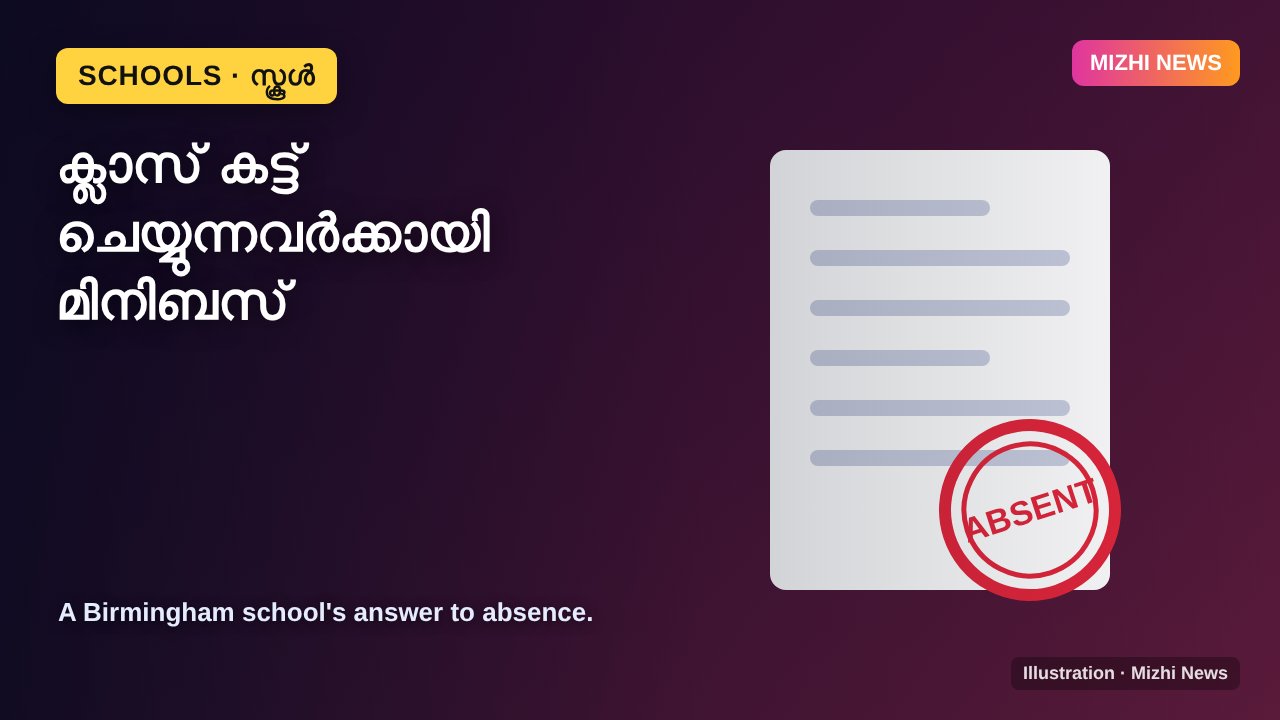 SCHOOLS · സ്കൂൾ
MIZHI NEWS
ക്ലാസ് കട്ട്
ചെയ്യുന്നവർക്കായി
മിനിബസ്
ABSENT
A Birmingham school's answer to absence.
Illustration · Mizhi News